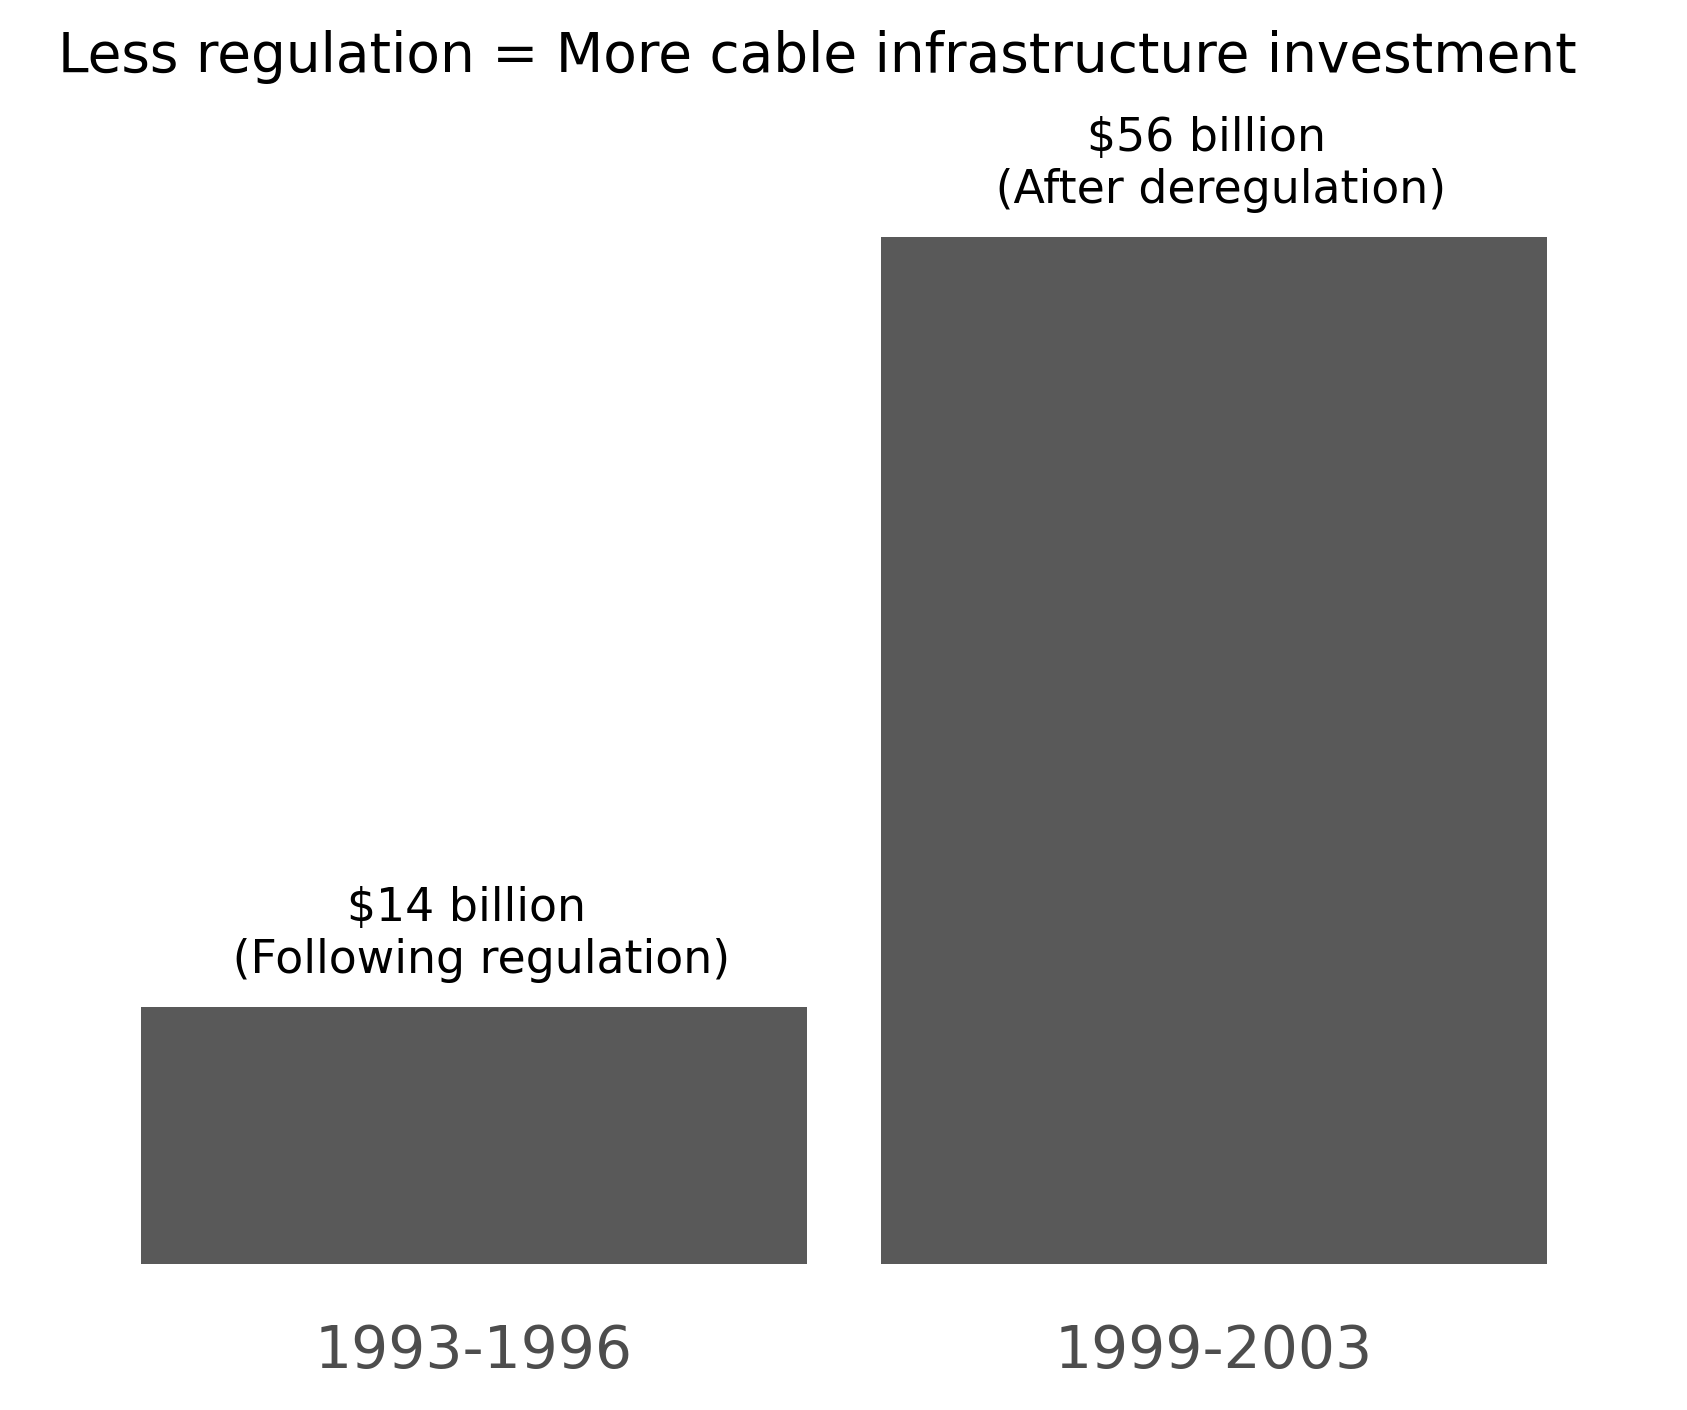 Less regulation = More cable infrastructure investment
$56 billion
(After deregulation)
$14 billion
(Following regulation)
1993-1996
1999-2003